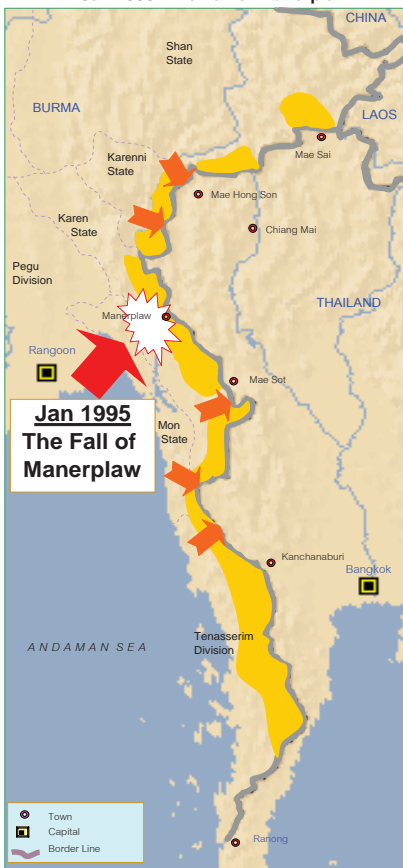 CHINA
Shan
State
BURMA
LAOS
Karenni
State
Mae Sai
Mae Hong Son
Karen
State
Chiang Mai
Pegu
Division
THAILAND
Manerplaw
Rangoon
Mae Sot
Jan 1995
The Fall of
Manerplaw
Mon
State
Kanchanaburi
Bangkok
Tenasserim
Division
ANDAMAN SEA
Town
Capital
Border Line
Ranong